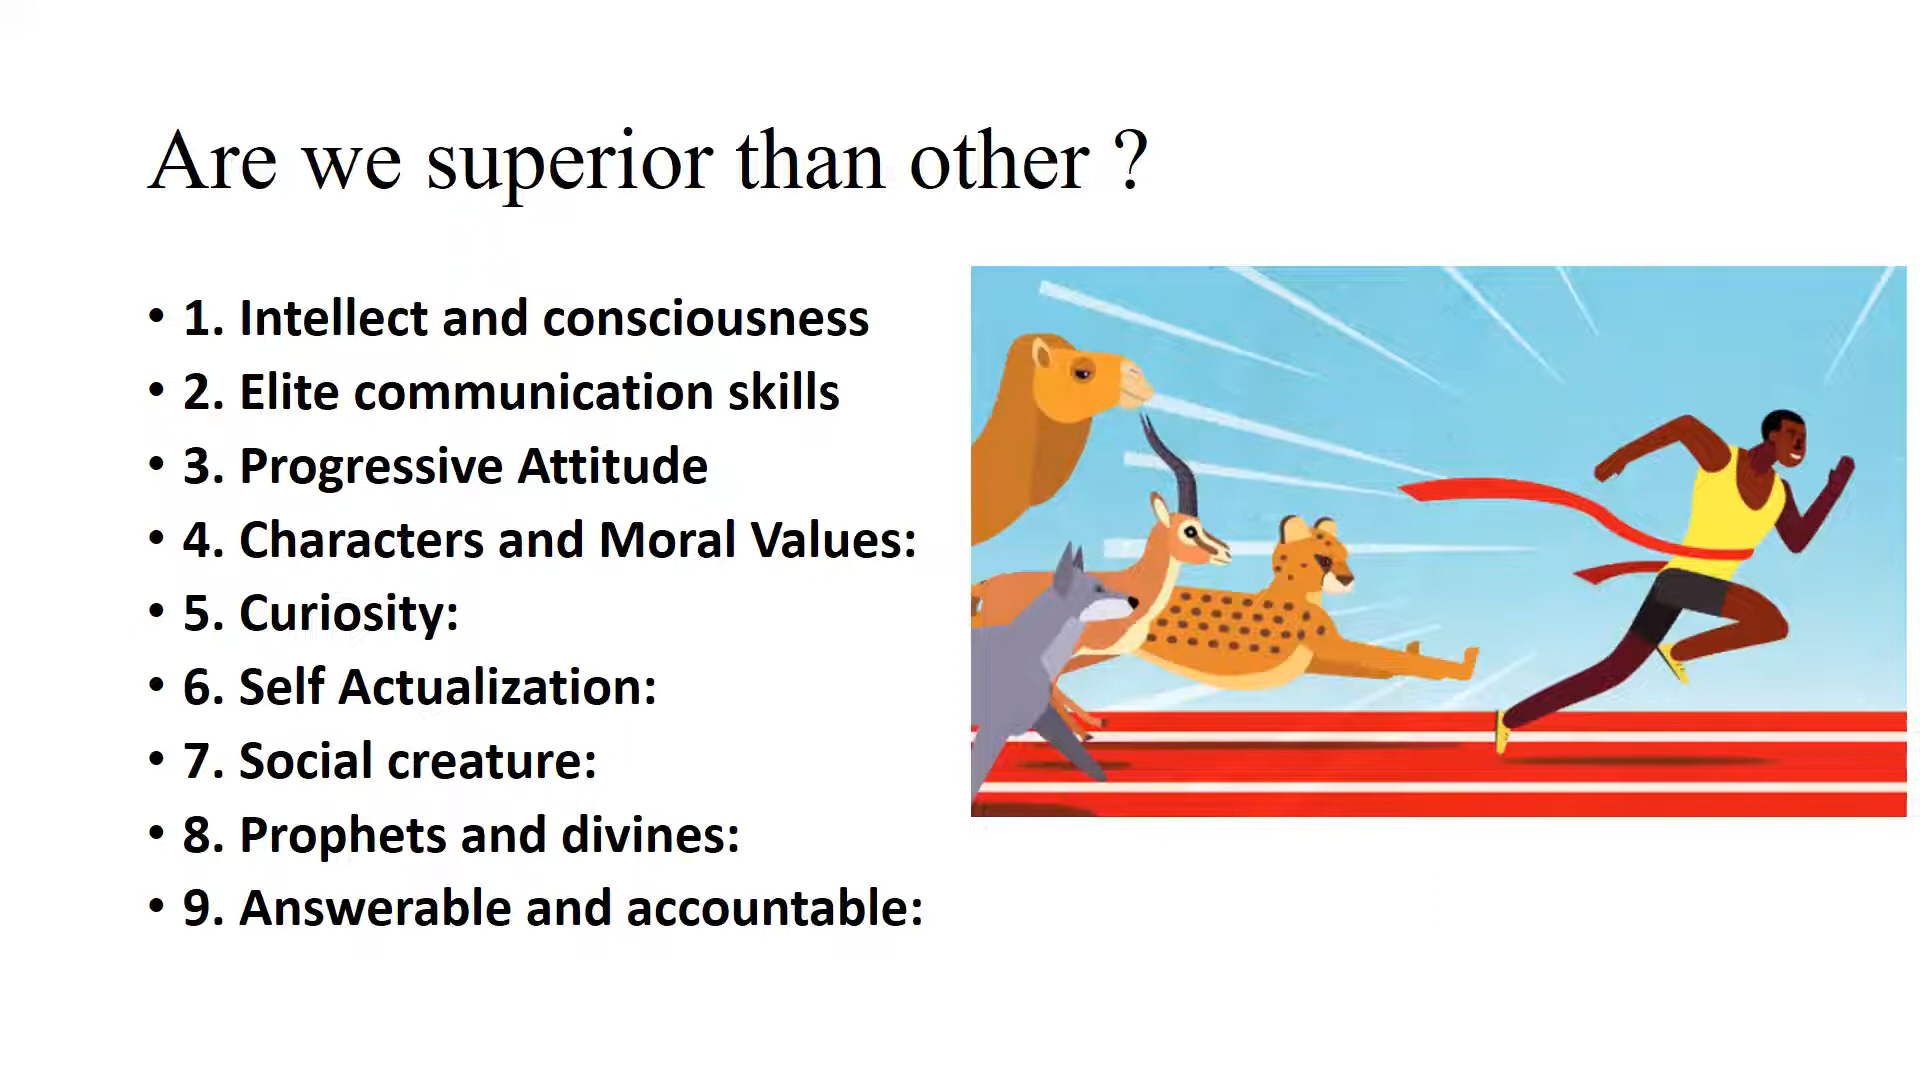 Are we superior than other ?
• 1. Intellect and consciousness
• 2. Elite communication skills
• 3. Progressive Attitude
• 4. Characters and Moral Values:
• 5. Curiosity:
• 6. Self Actualization:
• 7. Social creature:
• 8. Prophets and divines:
• 9. Answerable and accountable: